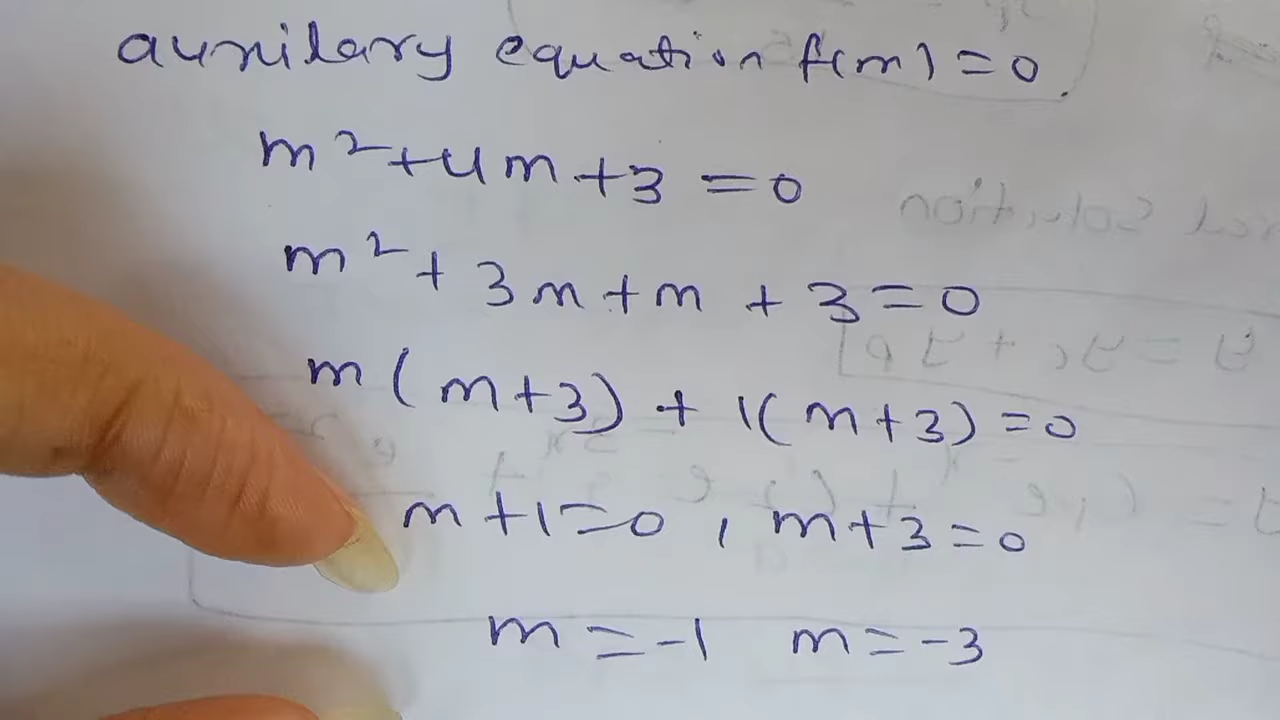 auxilary equation f(m) = 0
m² + 4m + 3 = 0
m² + 3m + m + 3 = 0
m(m+3) + 1(m+3) = 0
m+1=0, m+3=0
m = -1 m = -3